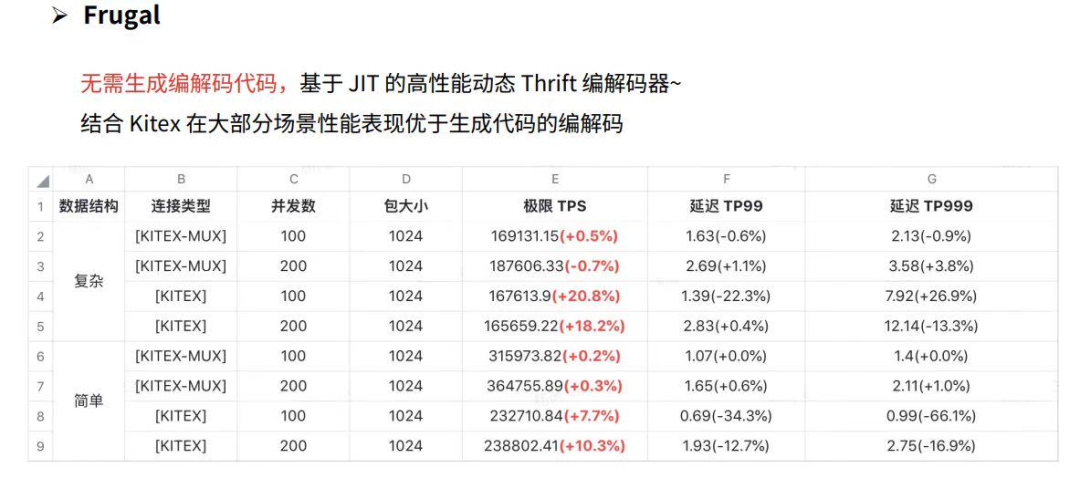 ➢ Frugal
无需生成编解码代码，基于 JIT 的高性能动态 Thrift 编解码器~
结合 Kitex 在大部分场景性能表现优于生成代码的编解码
A B C D E F G
1 数据结构 连接类型 并发数 包大小 极限 TPS 延迟 TP99 延迟 TP999
2 [KITEX-MUX] 100 1024 169131.15(+0.5%) 1.63(-0.6%) 2.13(-0.9%)
3 [KITEX-MUX] 200 1024 187606.33(-0.7%) 2.69(+1.1%) 3.58(+3.8%)
复杂
4 [KITEX] 100 1024 167613.9(+20.8%) 1.39(-22.3%) 7.92(+26.9%)
5 [KITEX] 200 1024 165659.22(+18.2%) 2.83(+0.4%) 12.14(-13.3%)
6 [KITEX-MUX] 100 1024 315973.82(+0.2%) 1.07(+0.0%) 1.4(+0.0%)
7 [KITEX-MUX] 200 1024 364755.89(+0.3%) 1.65(+0.6%) 2.11(+1.0%)
简单
8 [KITEX] 100 1024 232710.84(+7.7%) 0.69(-34.3%) 0.99(-66.1%)
9 [KITEX] 200 1024 238802.41(+10.3%) 1.93(-12.7%) 2.75(-16.9%)